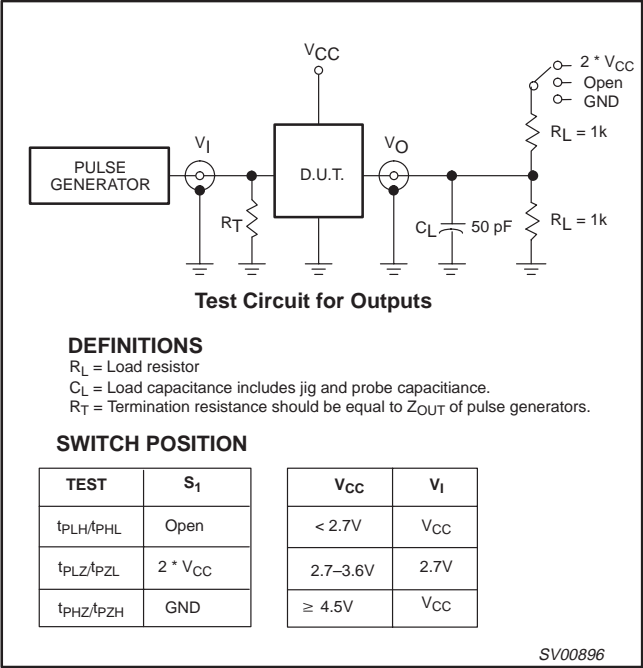 VCC
2 * VCC
Open
GND
RL = 1k
VI
VO
PULSE
GENERATOR
D.U.T.
RT
CL
50 pF
RL = 1k
Test Circuit for Outputs
DEFINITIONS
RL = Load resistor
CL = Load capacitance includes jig and probe capacitiance.
RT = Termination resistance should be equal to ZOUT of pulse generators.
SWITCH POSITION
TEST S1
tPLH/tPHL Open
tPLZ/tPZL 2 * VCC
tPHZ/tPZH GND
VCC VI
< 2.7V VCC
2.7–3.6V 2.7V
≥ 4.5V VCC
SV00896